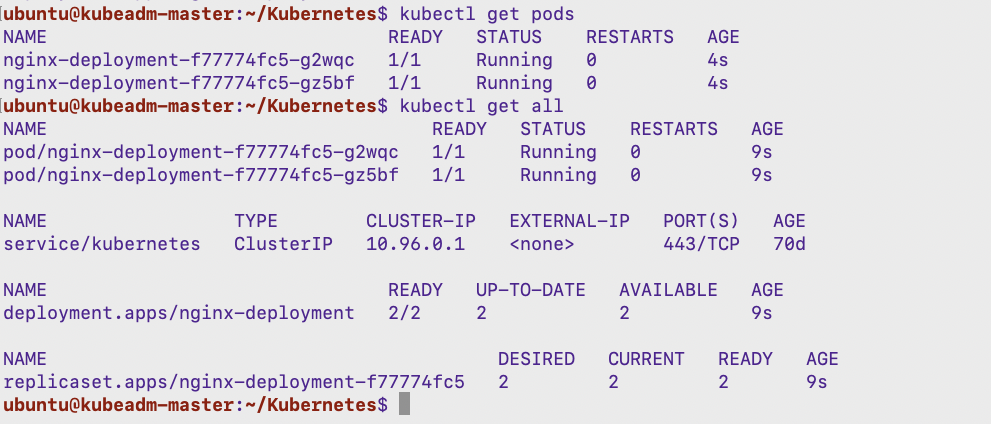 ubuntu@kubeadm-master:~/Kubernetes$ kubectl get pods
NAME READY STATUS RESTARTS AGE
nginx-deployment-f77774fc5-g2wqc 1/1 Running 0 4s
nginx-deployment-f77774fc5-gz5bf 1/1 Running 0 4s
ubuntu@kubeadm-master:~/Kubernetes$ kubectl get all
NAME READY STATUS RESTARTS AGE
pod/nginx-deployment-f77774fc5-g2wqc 1/1 Running 0 9s
pod/nginx-deployment-f77774fc5-gz5bf 1/1 Running 0 9s
NAME TYPE CLUSTER-IP EXTERNAL-IP PORT(S) AGE
service/kubernetes ClusterIP 10.96.0.1 <none> 443/TCP 70d
NAME READY UP-TO-DATE AVAILABLE AGE
deployment.apps/nginx-deployment 2/2 2 2 9s
NAME DESIRED CURRENT READY AGE
replicaset.apps/nginx-deployment-f77774fc5 2 2 2 9s
ubuntu@kubeadm-master:~/Kubernetes$